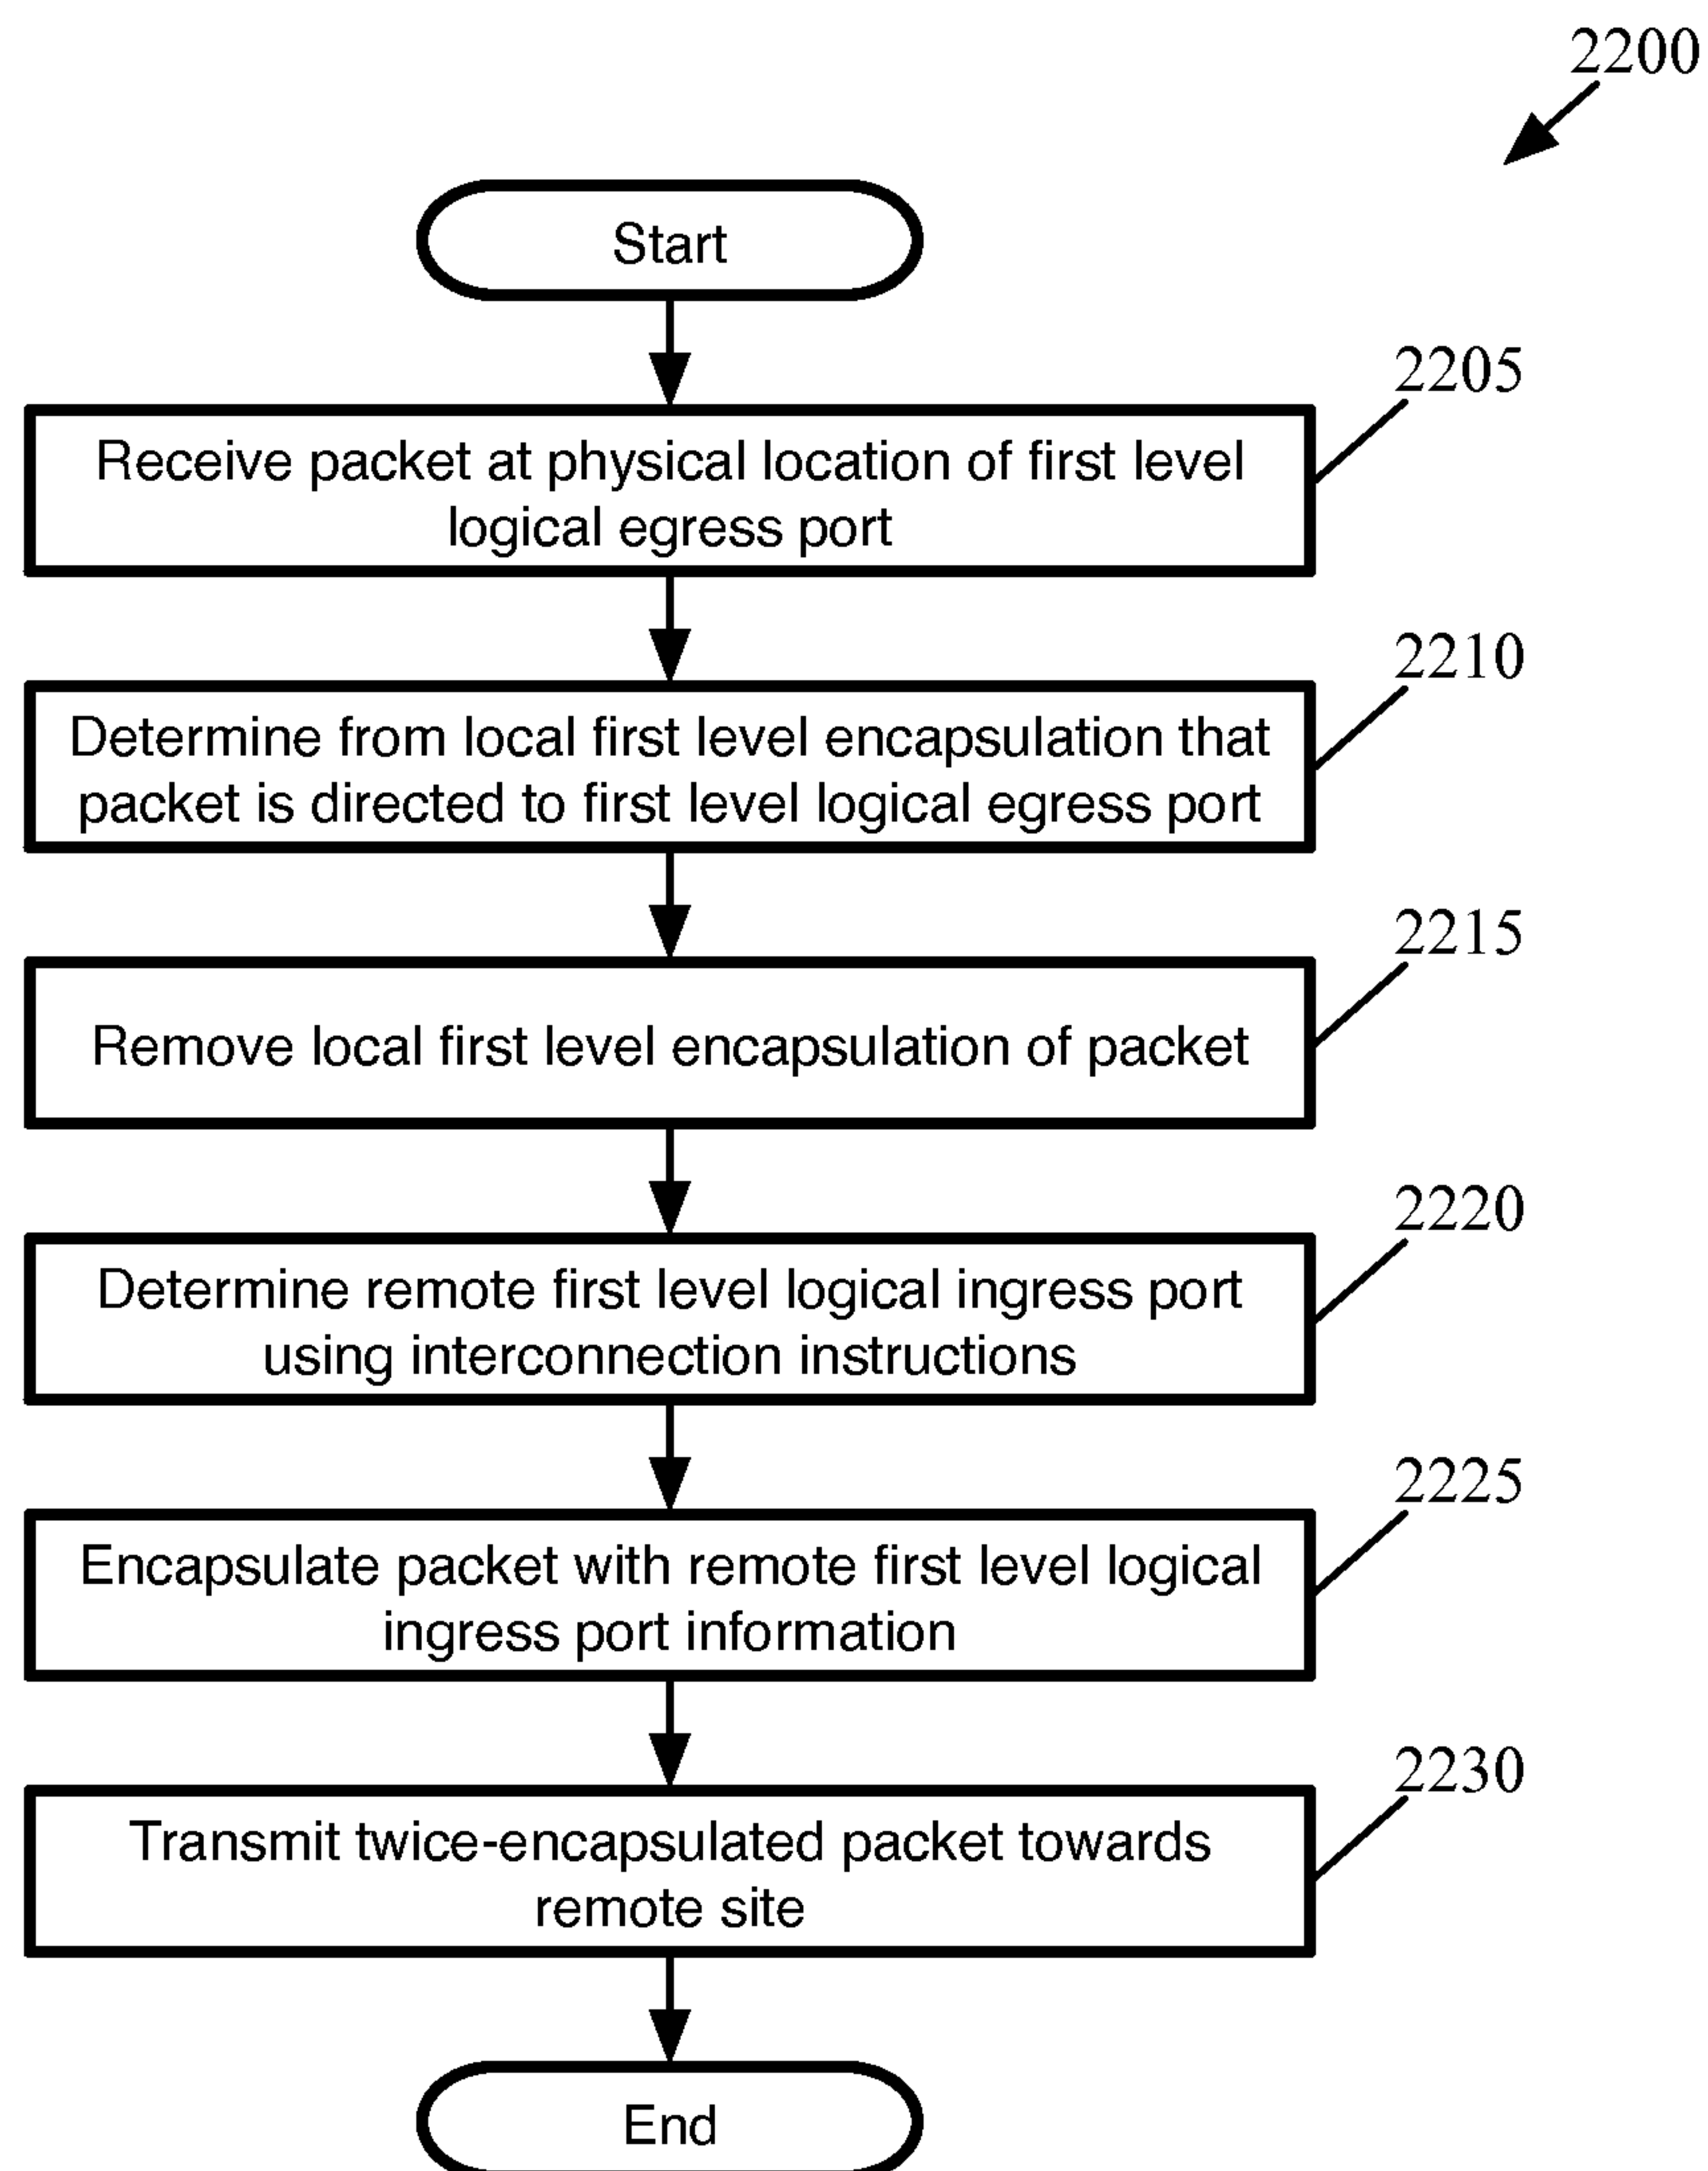 2200
Start
2205
Receive packet at physical location of first level
logical egress port
2210
Determine from local first level encapsulation that
packet is directed to first level logical egress port
2215
Remove local first level encapsulation of packet
2220
Determine remote first level logical ingress port
using interconnection instructions
2225
Encapsulate packet with remote first level logical
ingress port information
2230
Transmit twice-encapsulated packet towards
remote site
End